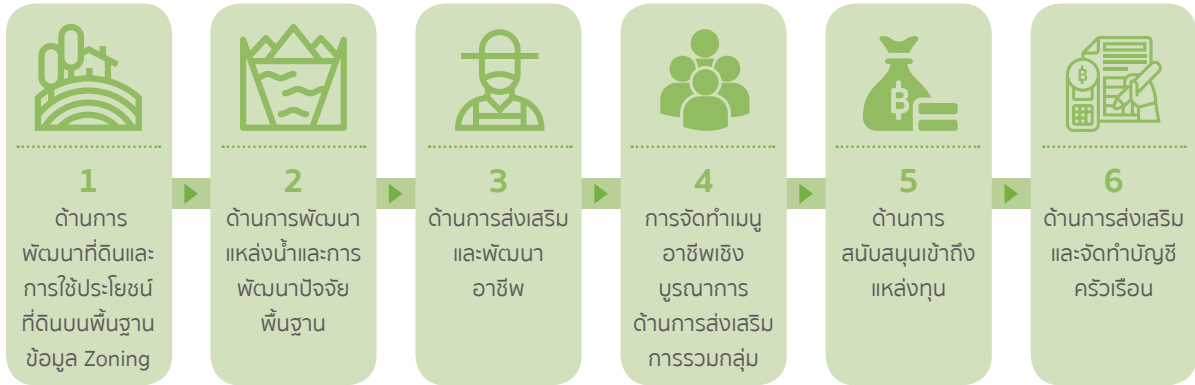 1
ด้านการ
พัฒนาที่ดินและ
การใช้ประโยชน์
ที่ดินบนพื้นฐาน
ข้อมูล Zoning
2
ด้านการพัฒนา
แหล่งน้ำและการ
พัฒนาปัจจัย
พื้นฐาน
3
ด้านการส่งเสริม
และพัฒนา
อาชีพ
4
การจัดทำเมนู
อาชีพเชิง
บูรณาการ
ด้านการส่งเสริม
การรวมกลุ่ม
฿
5
ด้านการ
สนับสนุนเข้าถึง
แหล่งทุน
฿
6
ด้านการส่งเสริม
และจัดทำบัญชี
ครัวเรือน